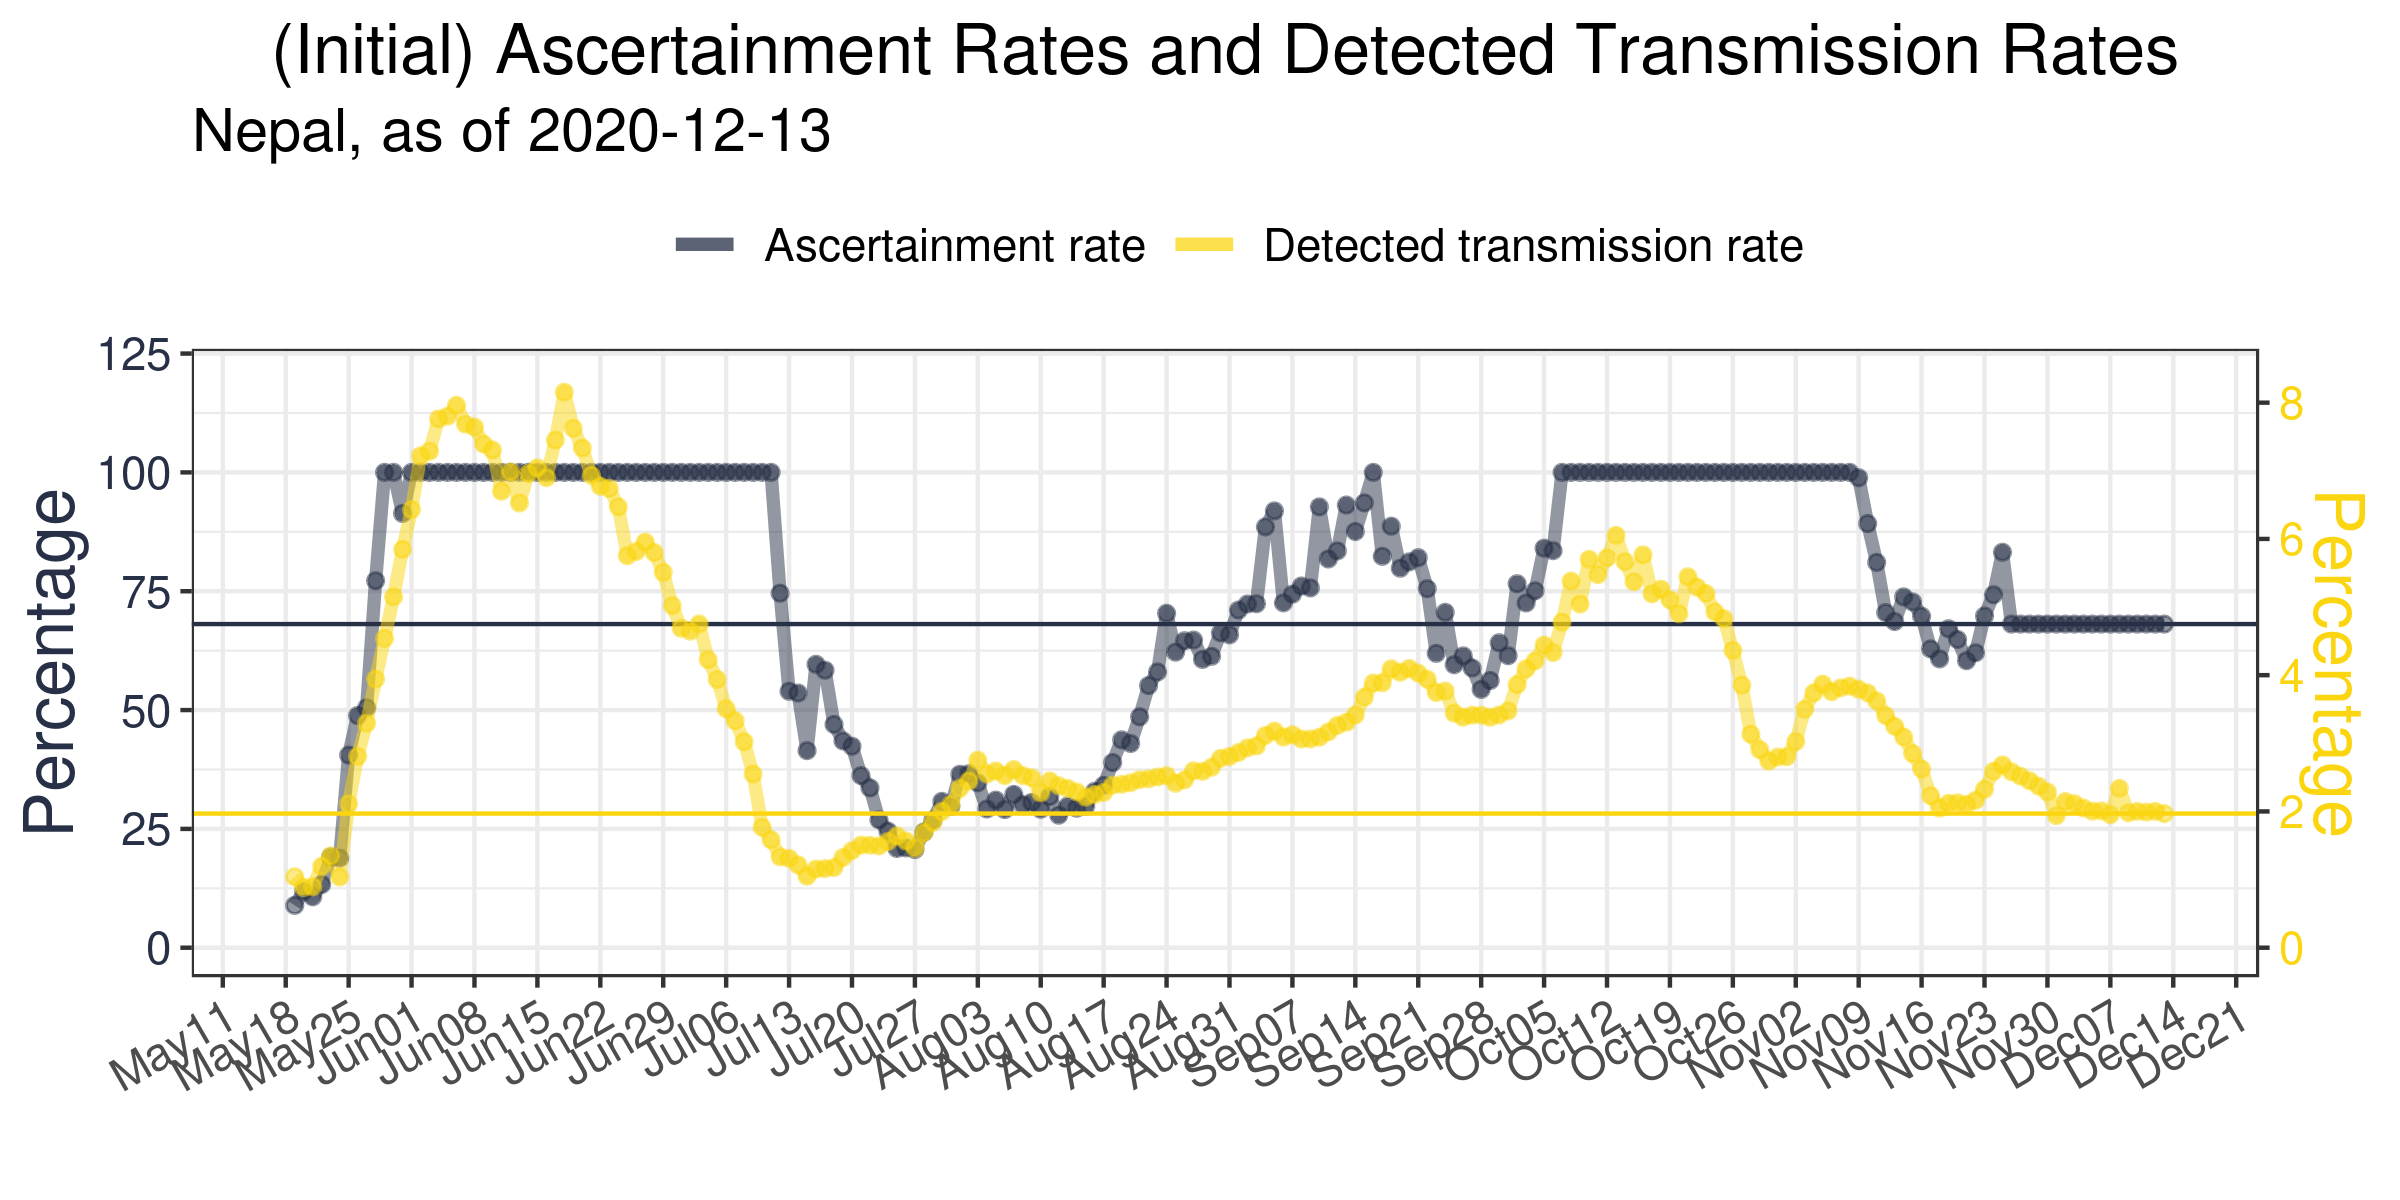 (Initial) Ascertainment Rates and Detected Transmission Rates
Nepal, as of 2020-12-13
Ascertainment rate Detected transmission rate
Percentage
125
100
75
50
25
0
8
6
4
2
0
Percentage
May11 May18 May25 Jun01 Jun08 Jun15 Jun22 Jun29 Jul06 Jul13 Jul20 Jul27 Aug03 Aug10 Aug17 Aug24 Aug31 Sep07 Sep14 Sep21 Sep28 Oct05 Oct12 Oct19 Oct26 Nov02 Nov09 Nov16 Nov23 Nov30 Dec07 Dec14 Dec21